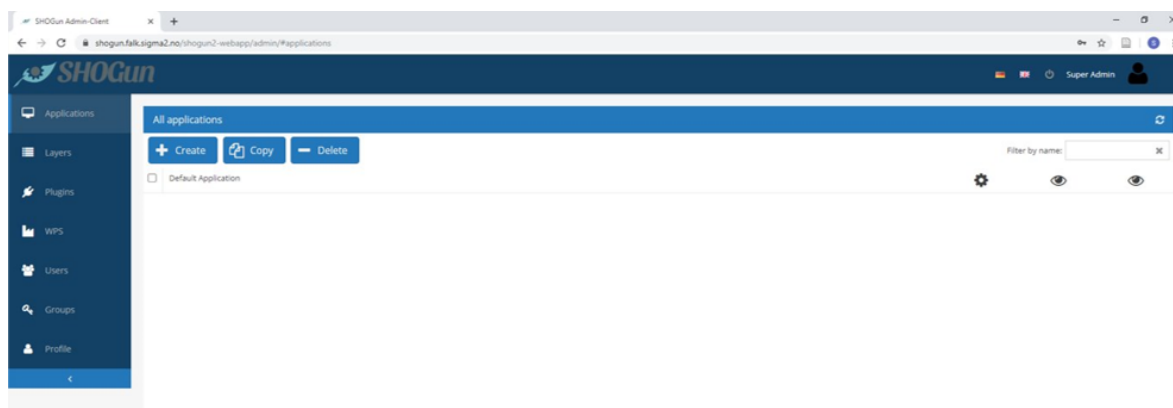 SHOGun Admin-Client
shogun.falk.sigma2.no/shogun2-webapp/admin/#applications
SHOGun
Super Admin
Applications
All applications
Create Copy Delete
Filter by name:
Layers
Default Application
Plugins
WPS
Users
Groups
Profile